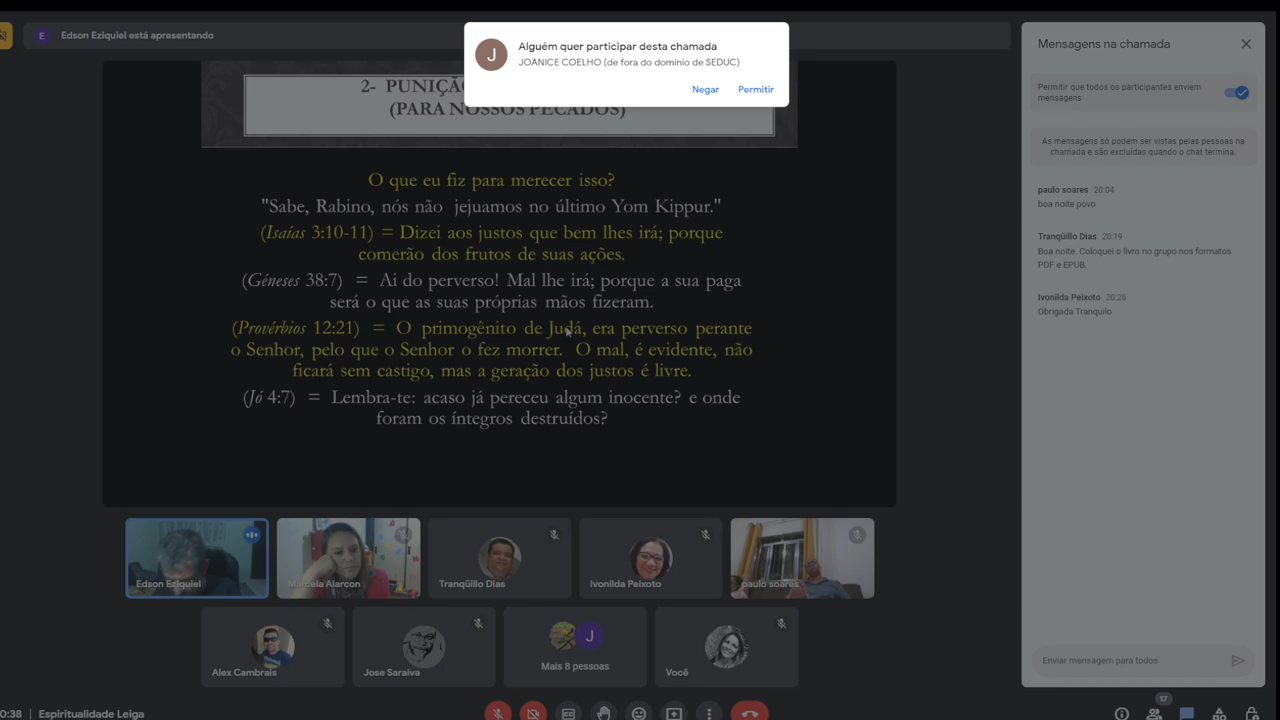 E
Edson Eziquiel está apresentando
J
Alguém quer participar desta chamada
JOANICE COELHO (de fora do domínio de SEDUC)
Negar Permitir
2- PUNIÇÃ
(PARA NOSSOS PECADOS)
O que eu fiz para merecer isso?
"Sabe, Rabino, nós não jejuamos no último Yom Kippur."
(Isaías 3:10-11) = Dizei aos justos que bem lhes irá; porque
comerão dos frutos de suas ações.
(Géneses 38:7) = Ai do perverso! Mal lhe irá; porque a sua paga
será o que as suas próprias mãos fizeram.
(Provérbios 12:21) = O primogênito de Judá, era perverso perante
o Senhor, pelo que o Senhor o fez morrer. O mal, é evidente, não
ficará sem castigo, mas a geração dos justos é livre.
(Jó 4:7) = Lembra-te: acaso já pereceu algum inocente? e onde
foram os íntegros destruídos?
Edson Eziquiel
Marcela Alarcon
Tranqüillo Dias
Ivonilda Peixoto
paulo soares
Alex Cambrais
Jose Saraiva
J
Mais 8 pessoas
Você
0:38 | Espiritualidade Leiga
Mensagens na chamada
Permitir que todos os participantes enviem
mensagens
As mensagens só podem ser vistas pelas pessoas na
chamada e são excluídas quando o chat termina.
paulo soares 20:04
boa noite povo
Tranqüillo Dias 20:19
Boa noite. Coloquei o livro no grupo nos formatos
PDF e EPUB.
Ivonilda Peixoto 20:26
Obrigada Tranquilo
Enviar mensagem para todos
17